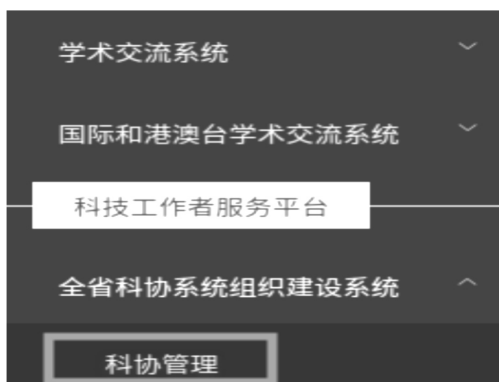 学术交流系统
国际和港澳台学术交流系统
科技工作者服务平台
全省科协系统组织建设系统
科协管理